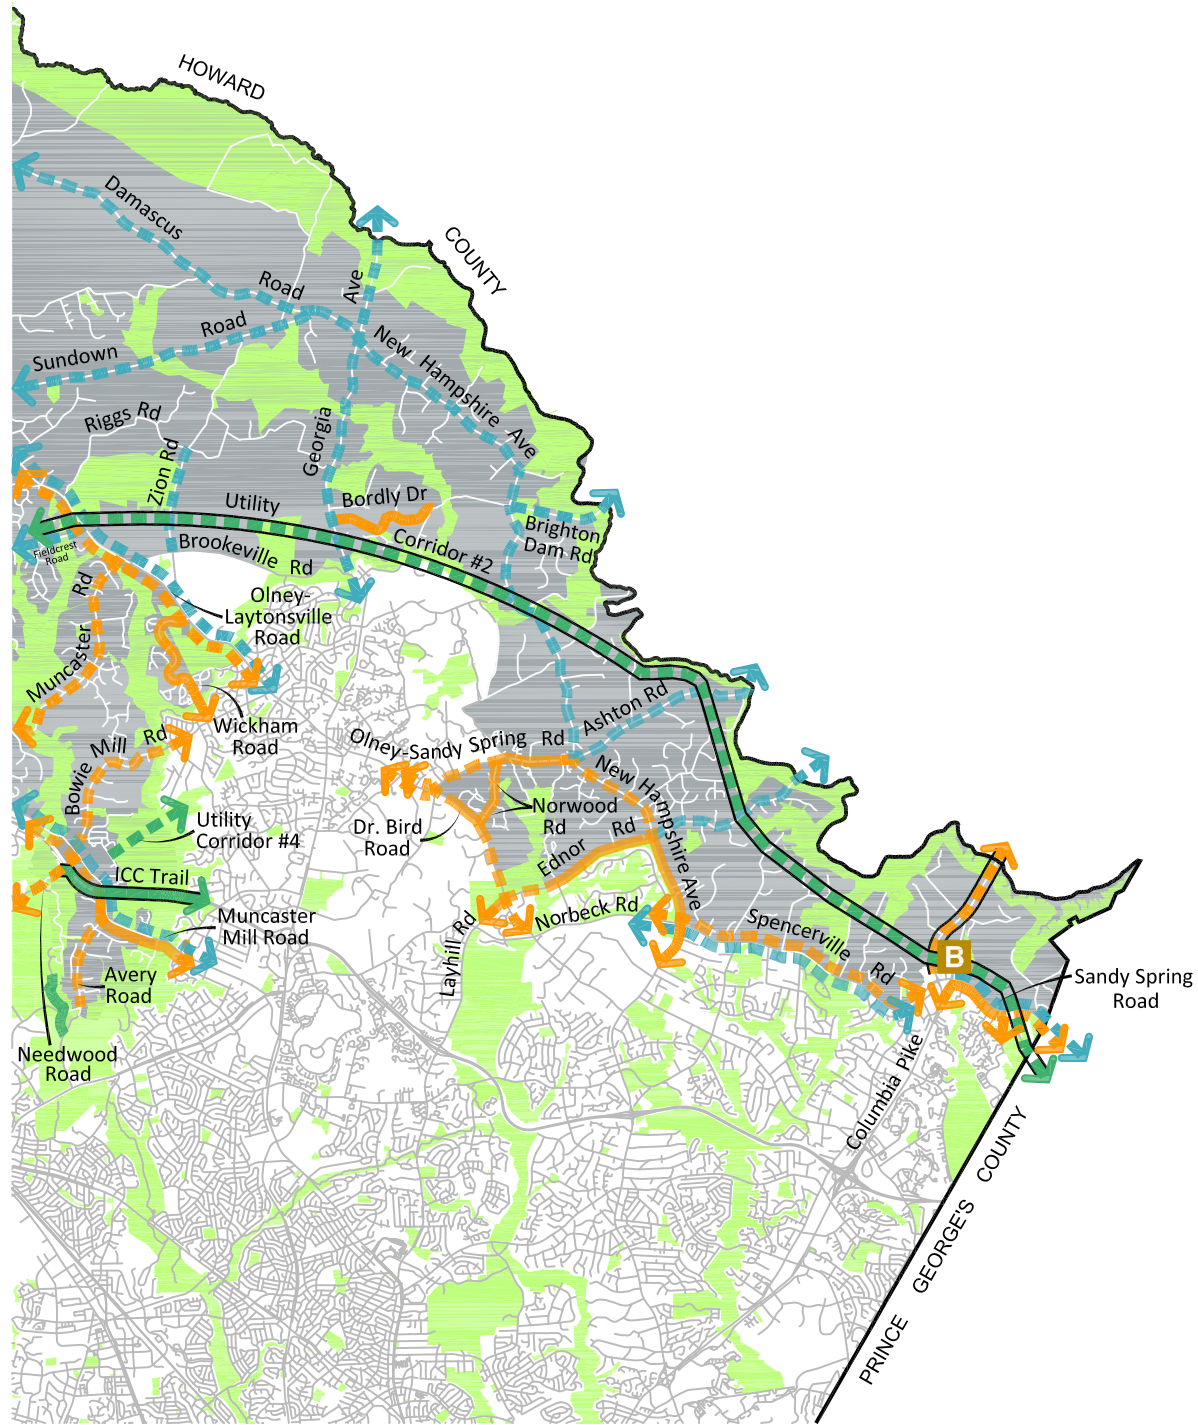 HOWARD
COUNTY
Damascus
Road
Ave
Road
Sundown
New Hampshire Ave
Riggs Rd
Georgia
Zion Rd
Utility
Bordly Dr
Corridor #2
Brighton
Dam Rd
Fieldcrest
Road
Brookeville Rd
Olney-
Laytonsville
Road
Muncaster Rd
Wickham
Road
Ashton Rd
Bowie Mill Rd
Olney-Sandy Spring Rd
New Hampshire Ave
Norwood
Rd
Dr. Bird
Road
Utility
Corridor #4
Ednor Rd
ICC Trail
Muncaster
Mill Road
Norbeck Rd
Layhill Rd
Spencerville Rd
B
Avery
Road
Sandy Spring
Road
Needwood
Road
Columbia Pike
PRINCE GEORGE'S COUNTY